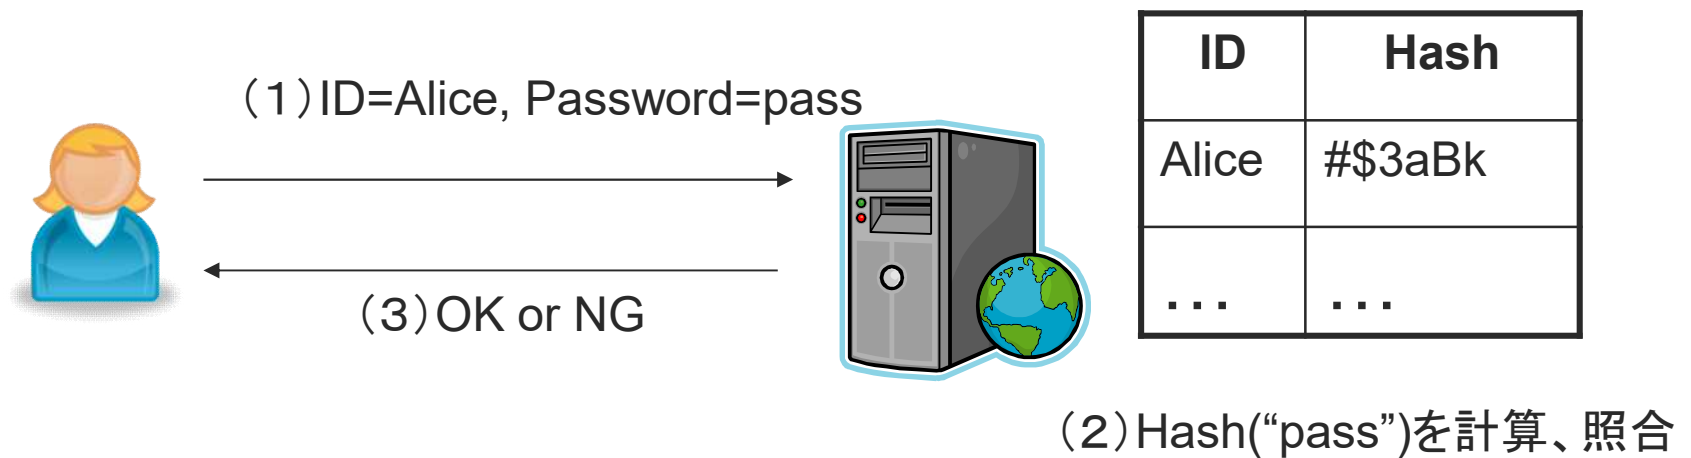 （１）ID=Alice, Password=pass
（３）OK or NG
ID Hash
Alice #$3aBk
... ...
（２）Hash(“pass”)を計算、照合